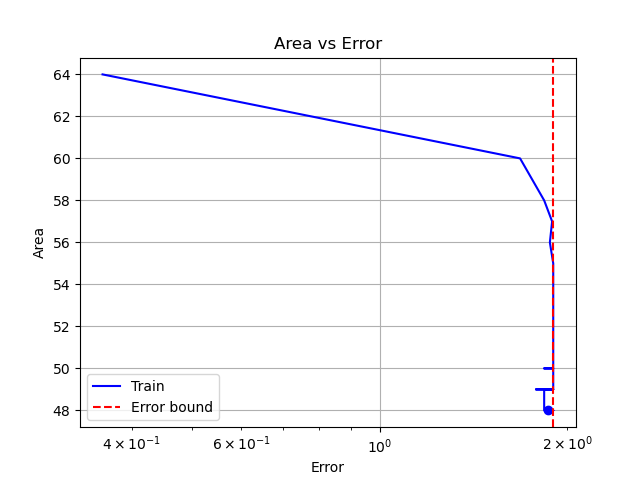 Area vs Error
Area
64
62
60
58
56
54
52
50
48
Train
Error bound
4 × 10⁻¹
6 × 10⁻¹
10⁰
2 × 10⁰
Error